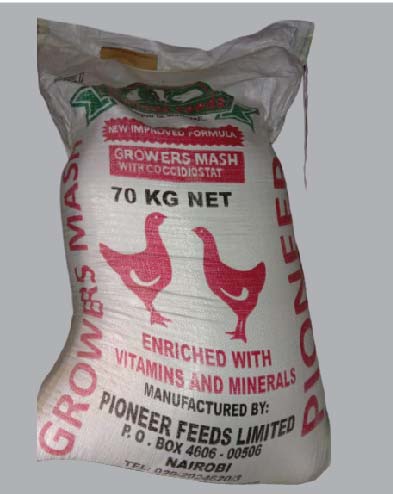 NEW IMPROVED FORMULA
GROWERS MASH
WITH COCCIDIOSTAT
70 KG NET
GROWERS MASH
PIONEER
ENRICHED WITH
VITAMINS AND MINERALS
MANUFACTURED BY:
PIONEER FEEDS LIMITED
P.O. BOX 4606 - 00506
NAIROBI
TEL: